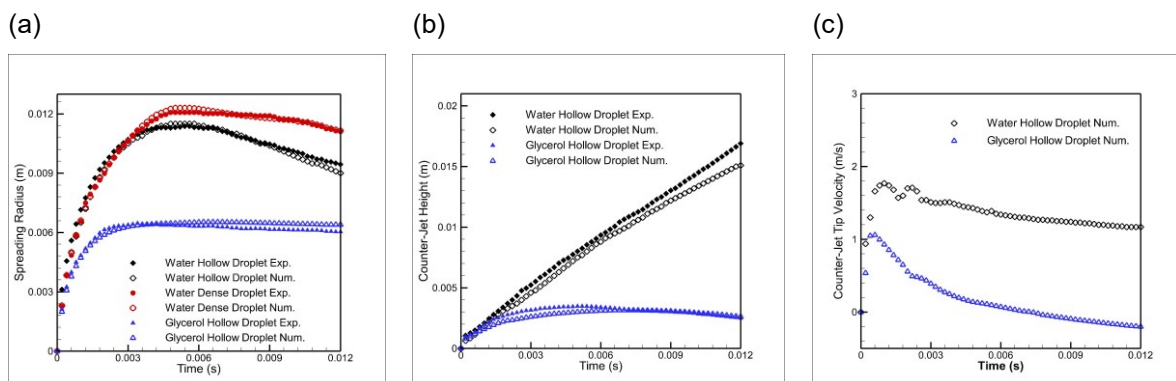 (a)
(b)
(c)
Spreading Radius (m)
0.012
0.009
0.006
0.003
0
Water Hollow Droplet Exp.
Water Hollow Droplet Num.
Water Dense Droplet Exp.
Water Dense Droplet Num.
Glycerol Hollow Droplet Exp.
Glycerol Hollow Droplet Num.
0 0.003 0.006 0.009 0.012
Time (s)
Counter-Jet Height (m)
0.02
0.015
0.01
0.005
0
Water Hollow Droplet Exp.
Water Hollow Droplet Num.
Glycerol Hollow Droplet Exp.
Glycerol Hollow Droplet Num.
0.003 0.006 0.009 0.012
Time (s)
Counter-Jet Tip Velocity (m/s)
3
2
1
0
Water Hollow Droplet Num.
Glycerol Hollow Droplet Num.
0 0.003 0.006 0.009 0.012
Time (s)